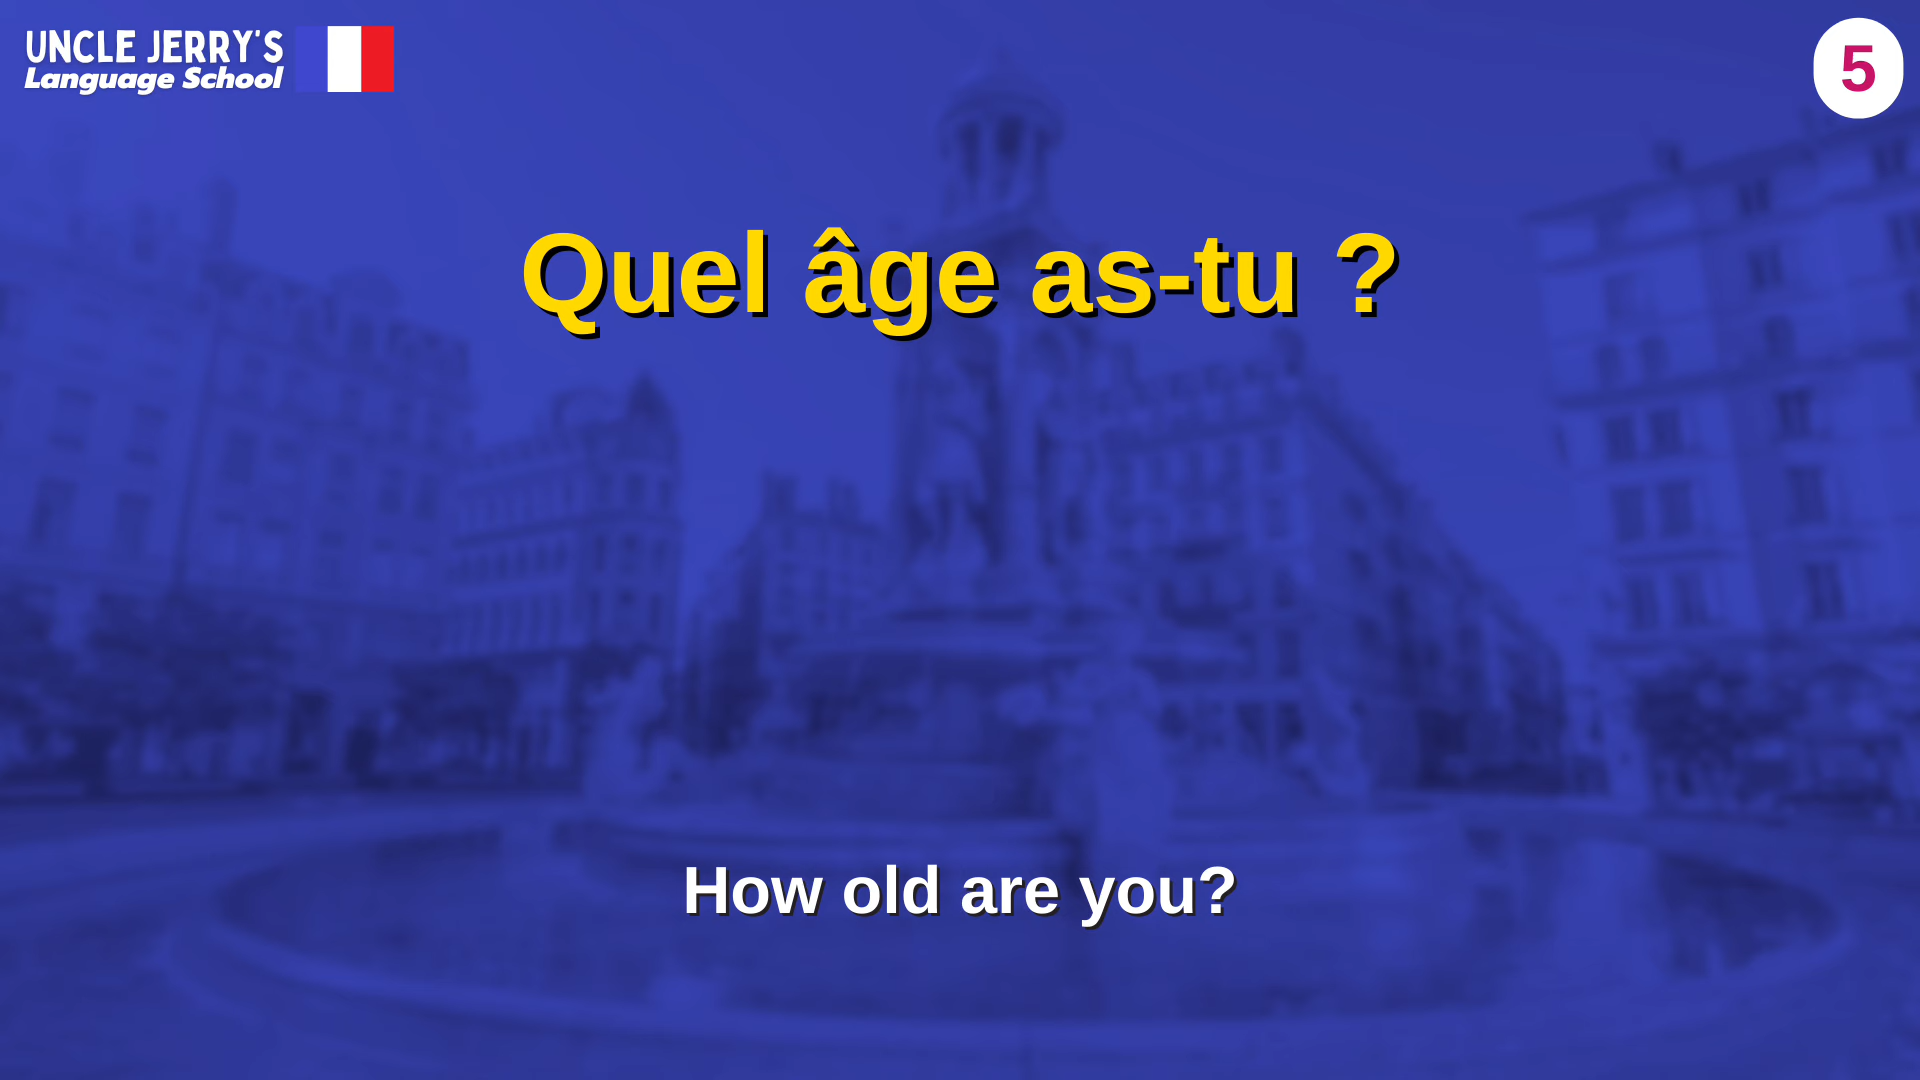 UNCLE JERRY'S
Language School
5
Quel âge as-tu ?
How old are you?